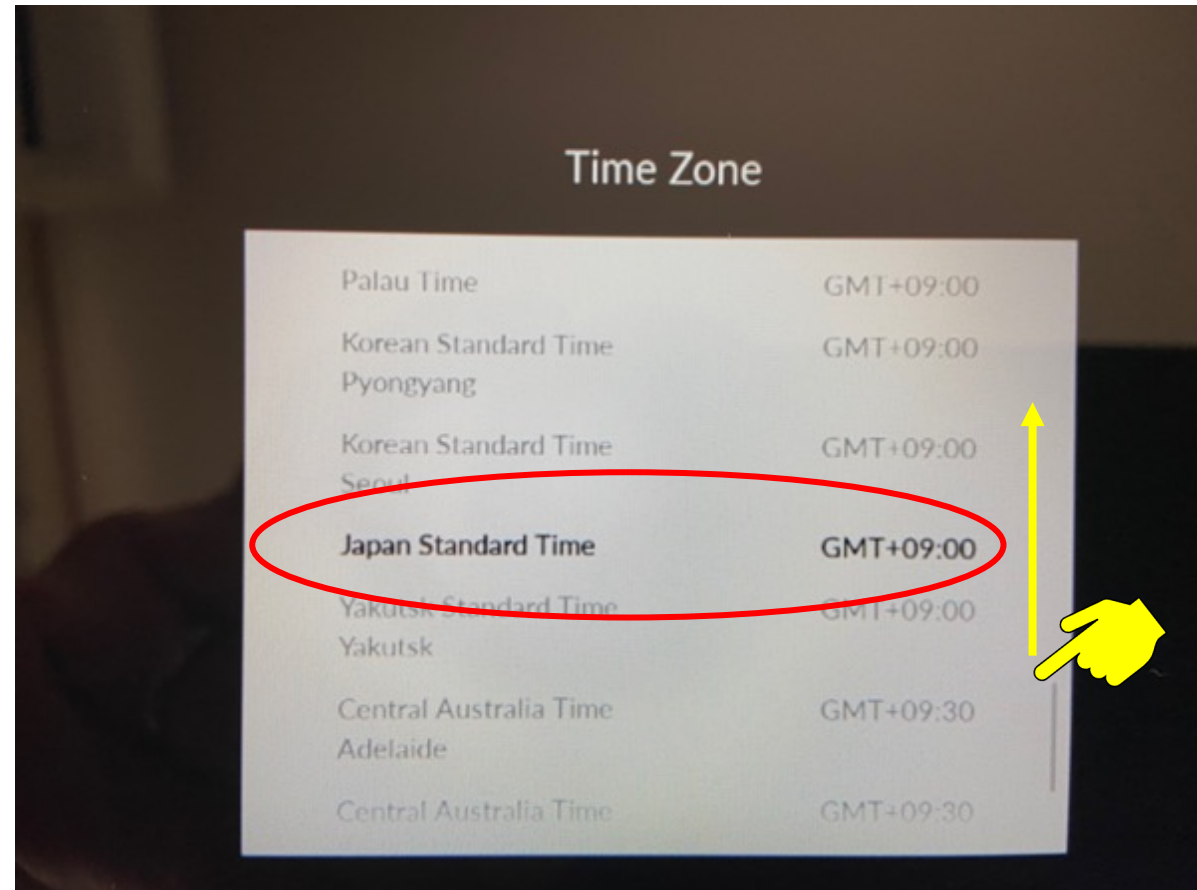 Time Zone
Palau Time GMT+09:00
Korean Standard Time GMT+09:00
Pyongyang
Korean Standard Time GMT+09:00
Seoul
Japan Standard Time GMT+09:00
Yakutsk Standard Time GMT+09:00
Yakutsk
Central Australia Time GMT+09:30
Adelaide
Central Australia Time GMT+09:30